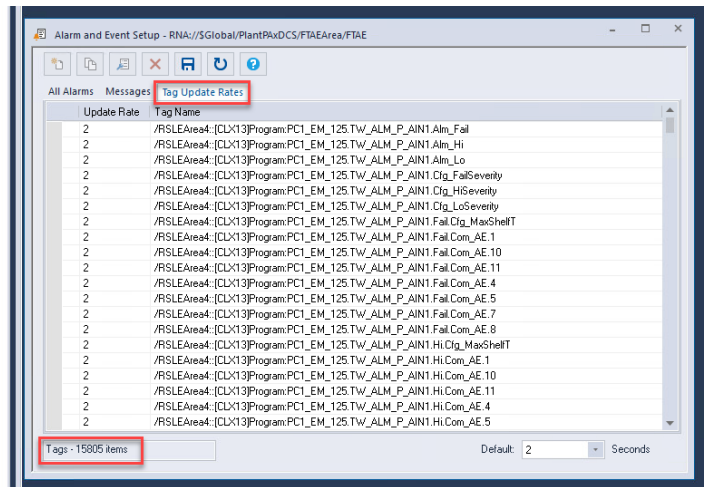 Alarm and Event Setup - RNA://$Global/PlantPAxDCS/FTAEArea/FTAE
All Alarms Messages Tag Update Rates
Update Rate Tag Name
2 /RSLEArea4::[CLX13]Program:PC1_EM_125.TW_ALM_P_AIN1.Alm_Fail
2 /RSLEArea4::[CLX13]Program:PC1_EM_125.TW_ALM_P_AIN1.Alm_Hi
2 /RSLEArea4::[CLX13]Program:PC1_EM_125.TW_ALM_P_AIN1.Alm_Lo
2 /RSLEArea4::[CLX13]Program:PC1_EM_125.TW_ALM_P_AIN1.Cfg_FailSeverity
2 /RSLEArea4::[CLX13]Program:PC1_EM_125.TW_ALM_P_AIN1.Cfg_HiSeverity
2 /RSLEArea4::[CLX13]Program:PC1_EM_125.TW_ALM_P_AIN1.Cfg_LoSeverity
2 /RSLEArea4::[CLX13]Program:PC1_EM_125.TW_ALM_P_AIN1.Fail.Cfg_MaxShelfT
2 /RSLEArea4::[CLX13]Program:PC1_EM_125.TW_ALM_P_AIN1.Fail.Com_AE.1
2 /RSLEArea4::[CLX13]Program:PC1_EM_125.TW_ALM_P_AIN1.Fail.Com_AE.10
2 /RSLEArea4::[CLX13]Program:PC1_EM_125.TW_ALM_P_AIN1.Fail.Com_AE.11
2 /RSLEArea4::[CLX13]Program:PC1_EM_125.TW_ALM_P_AIN1.Fail.Com_AE.4
2 /RSLEArea4::[CLX13]Program:PC1_EM_125.TW_ALM_P_AIN1.Fail.Com_AE.5
2 /RSLEArea4::[CLX13]Program:PC1_EM_125.TW_ALM_P_AIN1.Fail.Com_AE.7
2 /RSLEArea4::[CLX13]Program:PC1_EM_125.TW_ALM_P_AIN1.Fail.Com_AE.8
2 /RSLEArea4::[CLX13]Program:PC1_EM_125.TW_ALM_P_AIN1.Hi.Cfg_MaxShelfT
2 /RSLEArea4::[CLX13]Program:PC1_EM_125.TW_ALM_P_AIN1.Hi.Com_AE.1
2 /RSLEArea4::[CLX13]Program:PC1_EM_125.TW_ALM_P_AIN1.Hi.Com_AE.10
2 /RSLEArea4::[CLX13]Program:PC1_EM_125.TW_ALM_P_AIN1.Hi.Com_AE.11
2 /RSLEArea4::[CLX13]Program:PC1_EM_125.TW_ALM_P_AIN1.Hi.Com_AE.4
2 /RSLEArea4::[CLX13]Program:PC1_EM_125.TW_ALM_P_AIN1.Hi.Com_AE.5
Tags - 15805 items Default: 2 Seconds